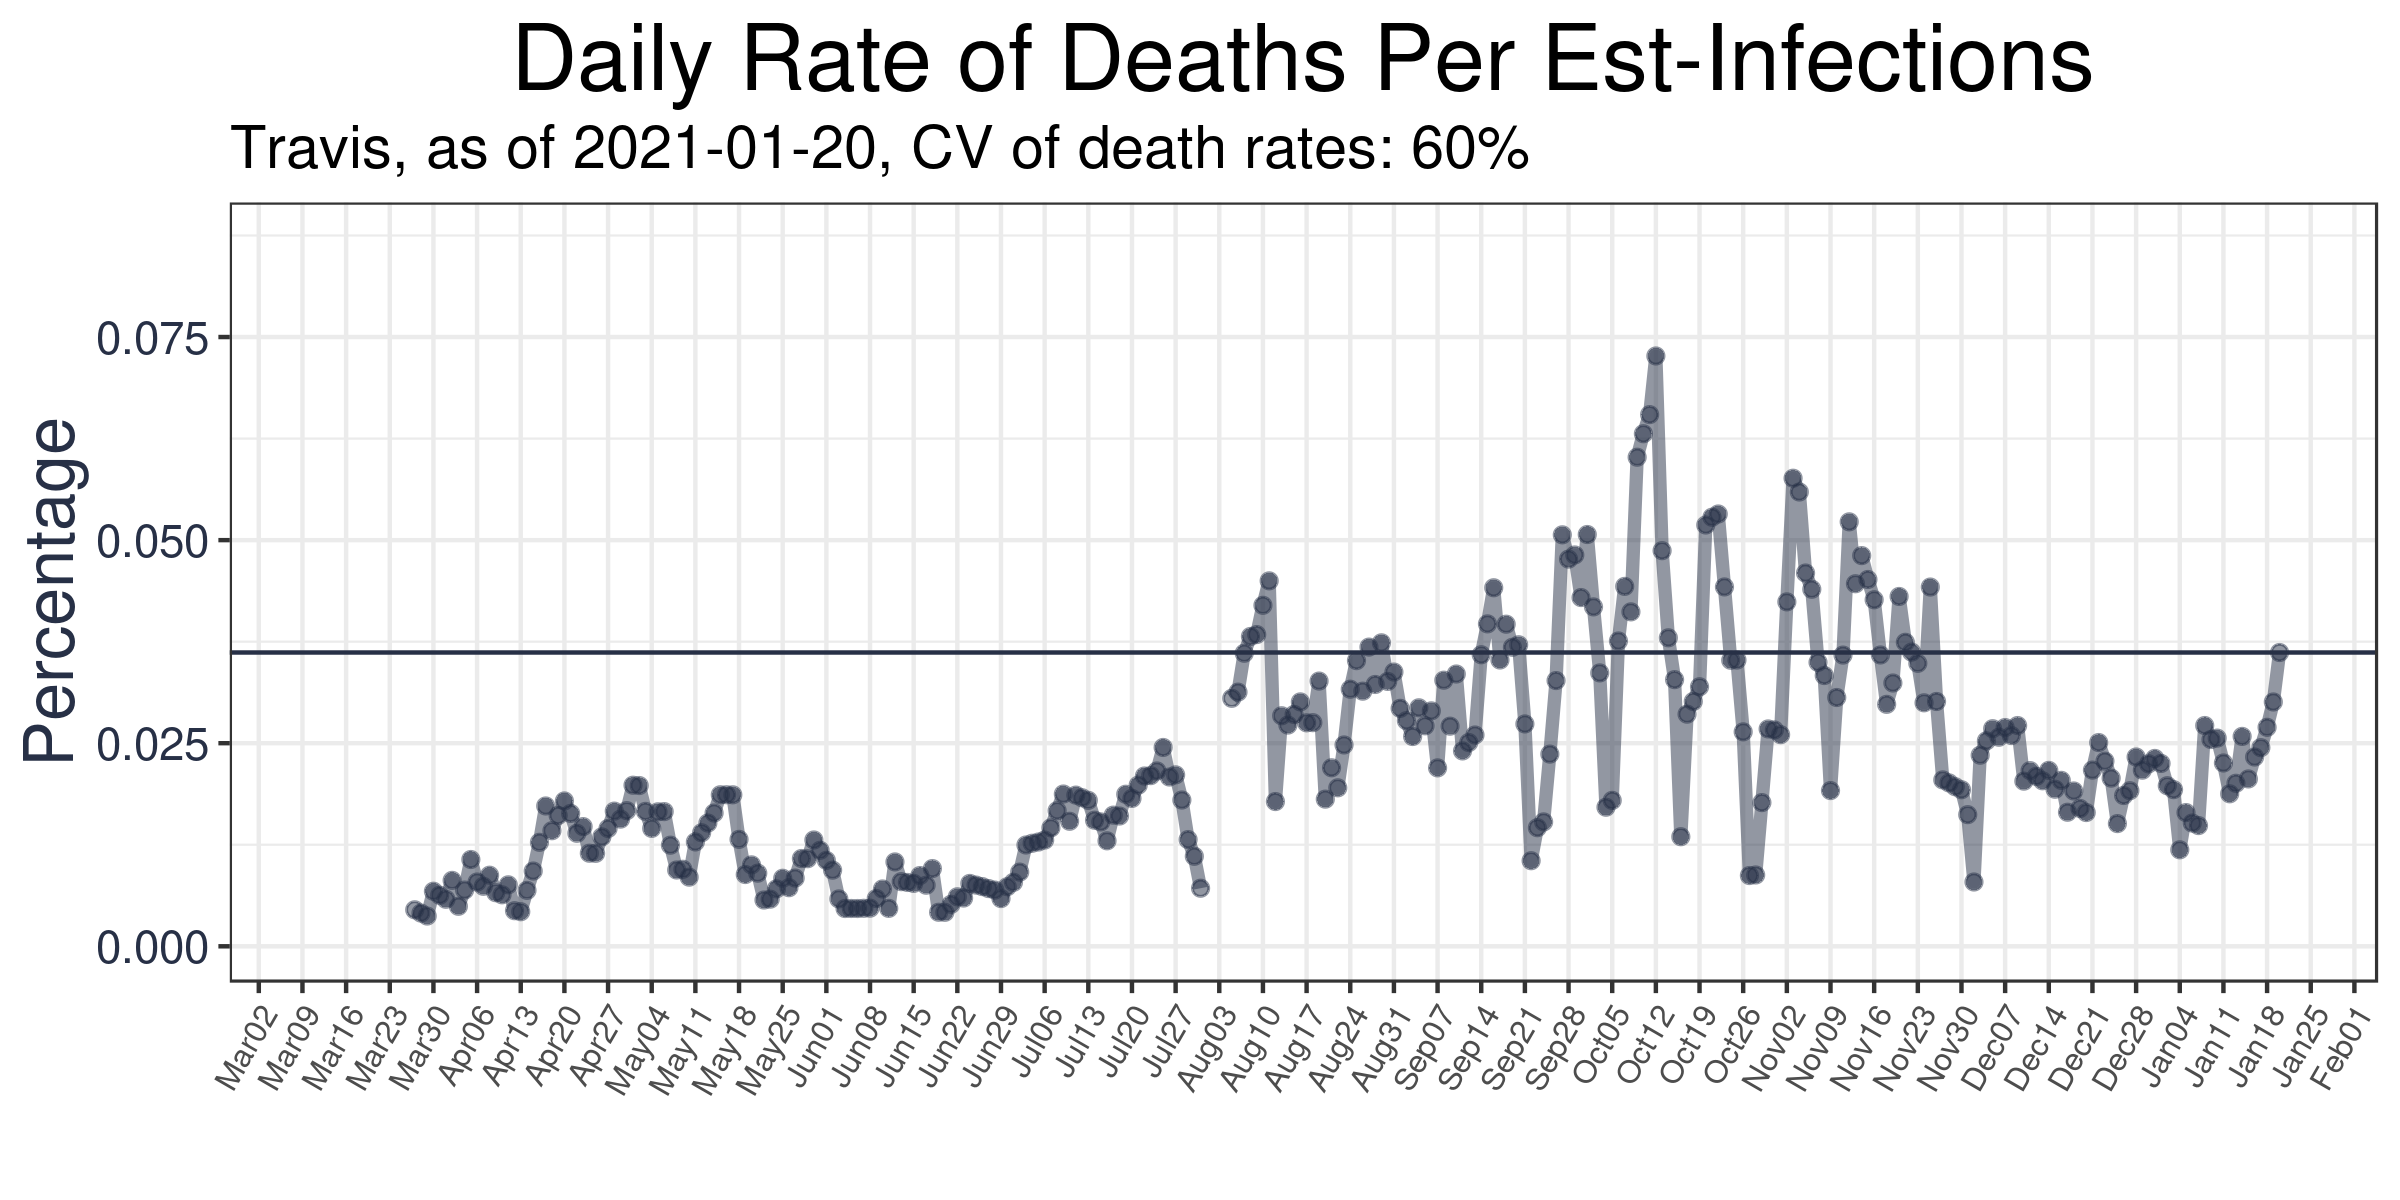 Daily Rate of Deaths Per Est-Infections
Travis, as of 2021-01-20, CV of death rates: 60%
Percentage
0.075
0.050
0.025
0.000
Mar02
Mar09
Mar16
Mar23
Mar30
Apr06
Apr13
Apr20
Apr27
May04
May11
May18
May25
Jun01
Jun08
Jun15
Jun22
Jun29
Jul06
Jul13
Jul20
Jul27
Aug03
Aug10
Aug17
Aug24
Aug31
Sep07
Sep14
Sep21
Sep28
Oct05
Oct12
Oct19
Oct26
Nov02
Nov09
Nov16
Nov23
Nov30
Dec07
Dec14
Dec21
Dec28
Jan04
Jan11
Jan18
Jan25
Feb01